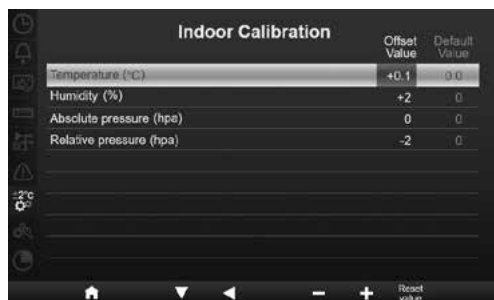 Indoor Calibration
Offset Value
Default Value
Temperature (°C) +0.1 0.0
Humidity (%) +2 0
Absolute pressure (hpa) 0 0
Relative pressure (hpa) -2 0
±2°C
Reset value